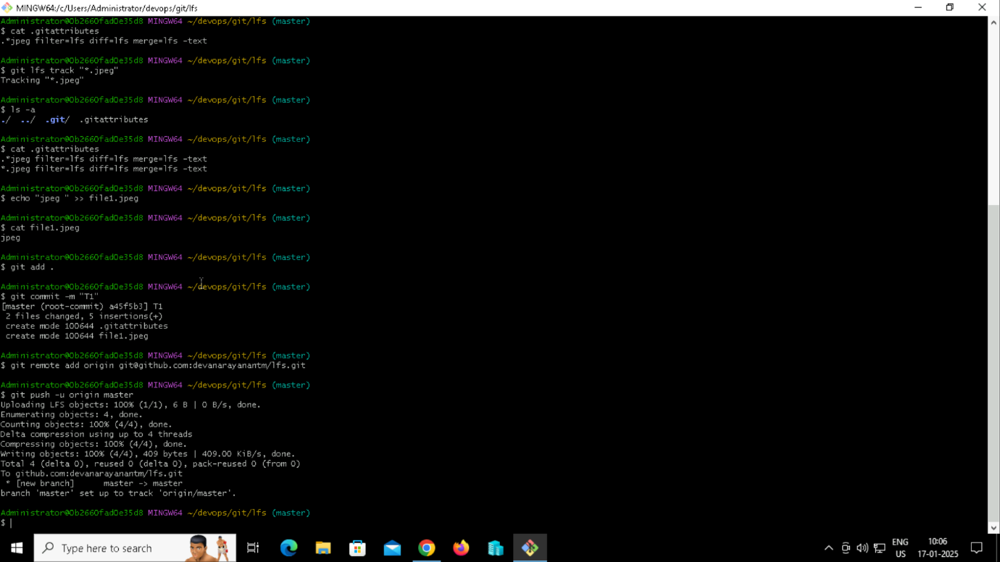 MINGW64:/c/Users/Administrator/devops/git/lfs
Administrator@0b2660fad0e35d8 MINGW64 ~/devops/git/lfs (master)
$ cat .gitattributes
.*jpeg filter=lfs diff=lfs merge=lfs -text
Administrator@0b2660fad0e35d8 MINGW64 ~/devops/git/lfs (master)
$ git lfs track "*.jpeg"
Tracking "*.jpeg"
Administrator@0b2660fad0e35d8 MINGW64 ~/devops/git/lfs (master)
$ ls -a
./  ../  .git/  .gitattributes
Administrator@0b2660fad0e35d8 MINGW64 ~/devops/git/lfs (master)
$ cat .gitattributes
.*jpeg filter=lfs diff=lfs merge=lfs -text
*.jpeg filter=lfs diff=lfs merge=lfs -text
Administrator@0b2660fad0e35d8 MINGW64 ~/devops/git/lfs (master)
$ echo "jpeg " >> file1.jpeg
Administrator@0b2660fad0e35d8 MINGW64 ~/devops/git/lfs (master)
$ cat file1.jpeg
jpeg
Administrator@0b2660fad0e35d8 MINGW64 ~/devops/git/lfs (master)
$ git add .
Administrator@0b2660fad0e35d8 MINGW64 ~/devops/git/lfs (master)
$ git commit -m "T1"
[master (root-commit) a45f5b3] T1
 2 files changed, 5 insertions(+)
 create mode 100644 .gitattributes
 create mode 100644 file1.jpeg
Administrator@0b2660fad0e35d8 MINGW64 ~/devops/git/lfs (master)
$ git remote add origin git@github.com:devanarayanantm/lfs.git
Administrator@0b2660fad0e35d8 MINGW64 ~/devops/git/lfs (master)
$ git push -u origin master
Uploading LFS objects: 100% (1/1), 6 B | 0 B/s, done.
Enumerating objects: 4, done.
Counting objects: 100% (4/4), done.
Delta compression using up to 4 threads
Compressing objects: 100% (4/4), done.
Writing objects: 100% (4/4), 409 bytes | 409.00 KiB/s, done.
Total 4 (delta 0), reused 0 (delta 0), pack-reused 0 (from 0)
To github.com:devanarayanantm/lfs.git
 * [new branch]      master -> master
branch 'master' set up to track 'origin/master'.
Administrator@0b2660fad0e35d8 MINGW64 ~/devops/git/lfs (master)
$
Type here to search
ENG
US
10:06
17-01-2025